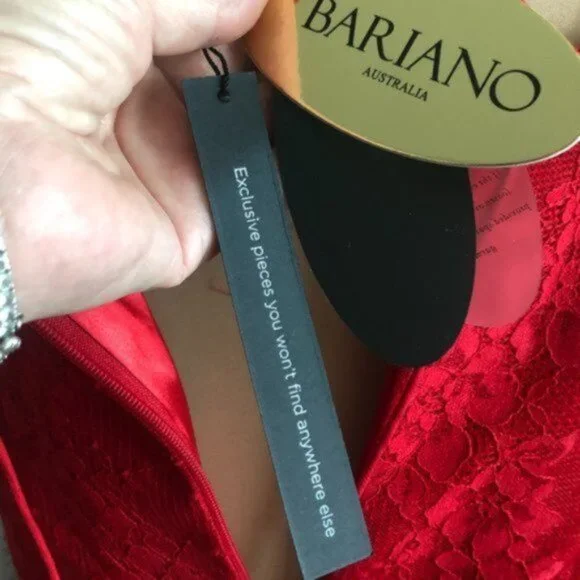 BARIANO
AUSTRALIA
Exclusive pieces you won't find anywhere else